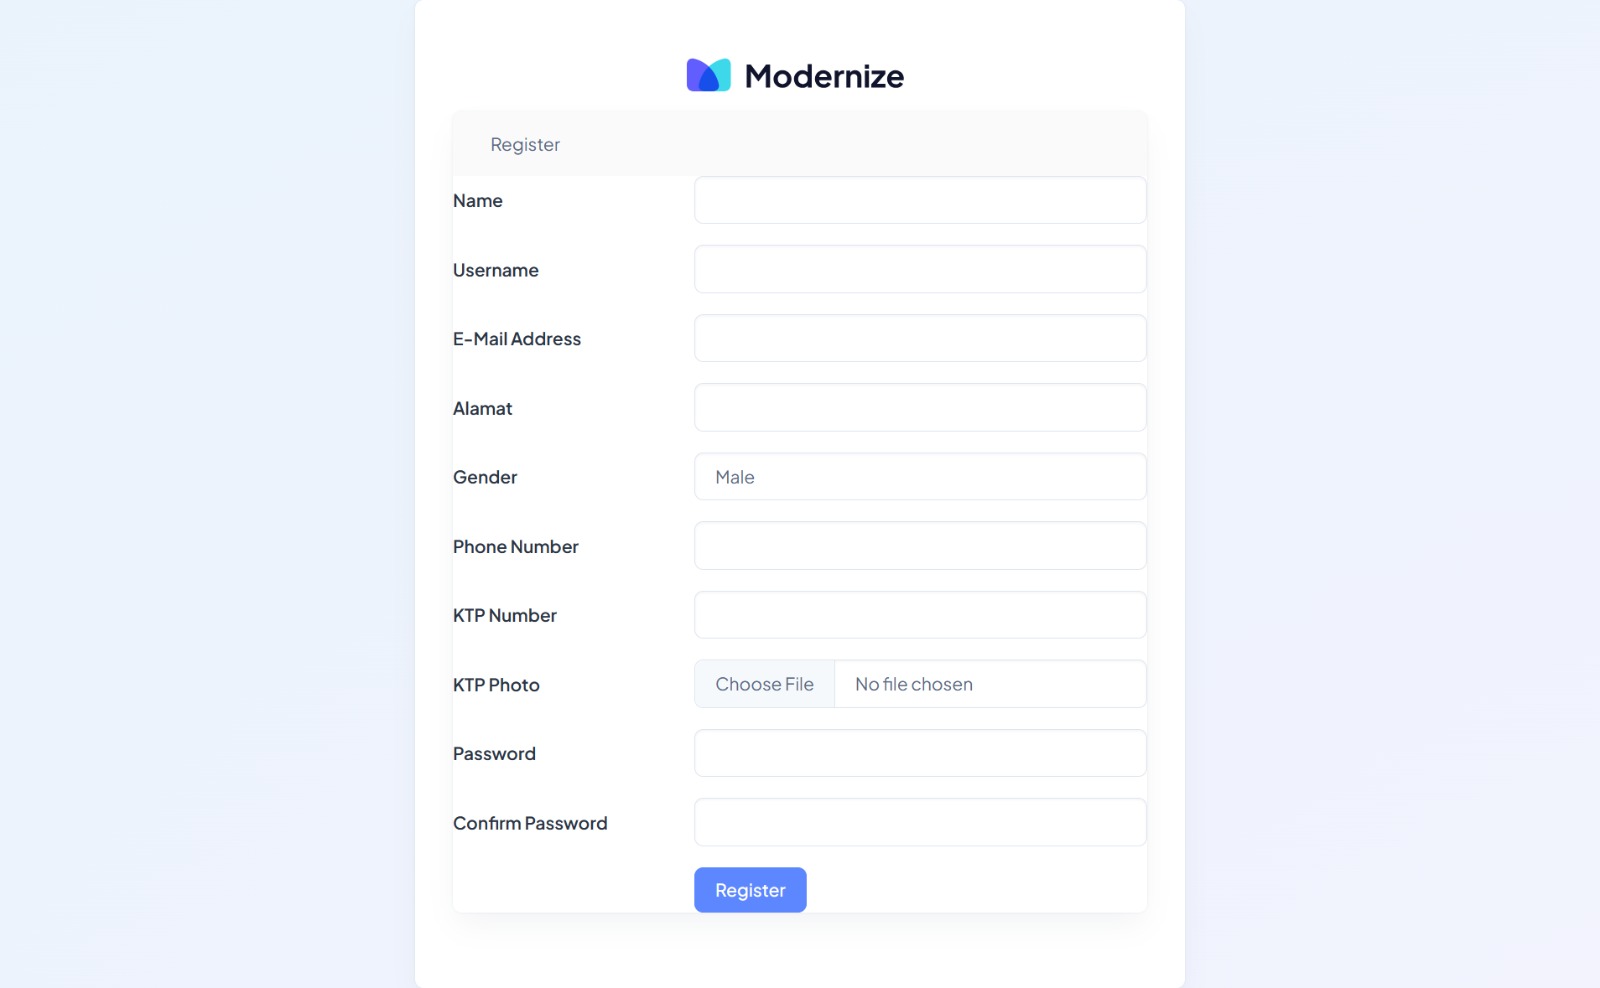 Modernize
Register
Name
Username
E-Mail Address
Alamat
Gender Male
Phone Number
KTP Number
KTP Photo Choose File No file chosen
Password
Confirm Password
Register